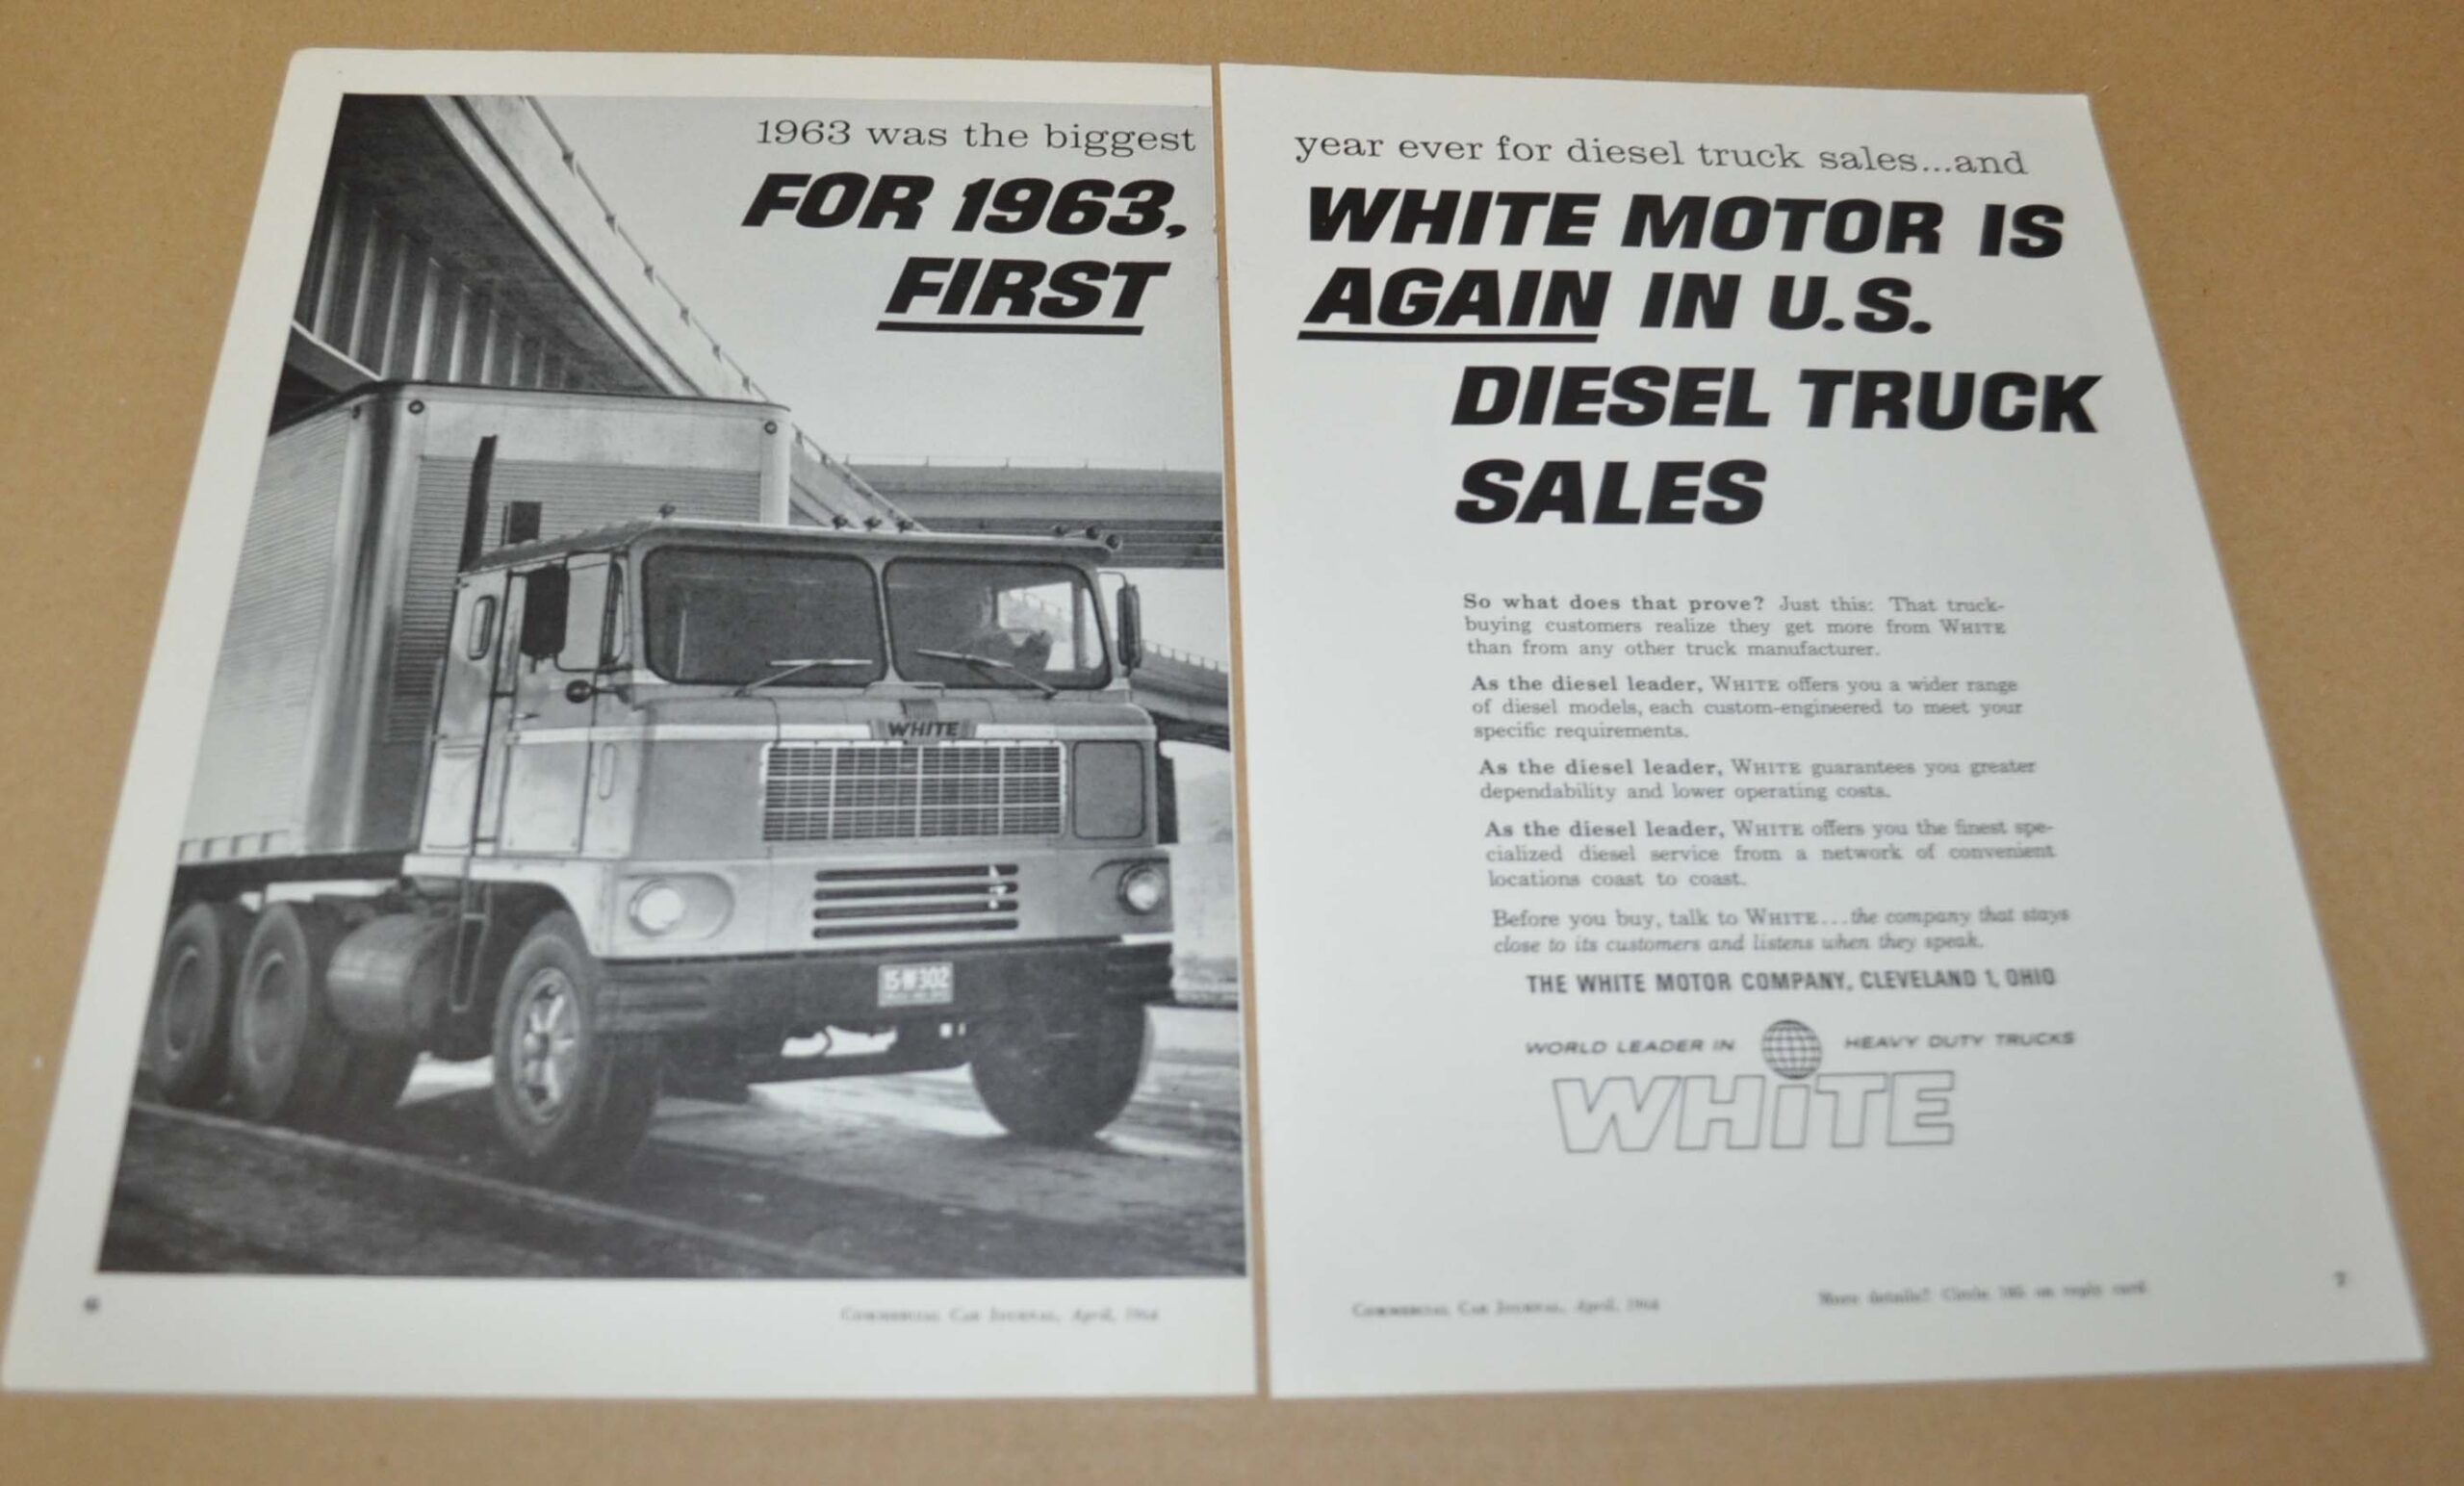 1963 was the biggest year ever for diesel truck sales...and
FOR 1963, WHITE MOTOR IS
FIRST AGAIN IN U.S.
DIESEL TRUCK
SALES
WHITE
15 W 302
So what does that prove? Just this: That truck-
buying customers realize they get more from WHITE
than from any other truck manufacturer.
As the diesel leader, WHITE offers you a wider range
of diesel models, each custom-engineered to meet your
specific requirements.
As the diesel leader, WHITE guarantees you greater
dependability and lower operating costs.
As the diesel leader, WHITE offers you the finest spe-
cialized diesel service from a network of convenient
locations coast to coast.
Before you buy, talk to WHITE...the company that stays
close to its customers and listens when they speak.
THE WHITE MOTOR COMPANY, CLEVELAND 1, OHIO
WORLD LEADER IN HEAVY DUTY TRUCKS
WHITE
6
COMMERCIAL CAR JOURNAL, April, 1964
COMMERCIAL CAR JOURNAL, April, 1964
More details? Circle on reply card
7